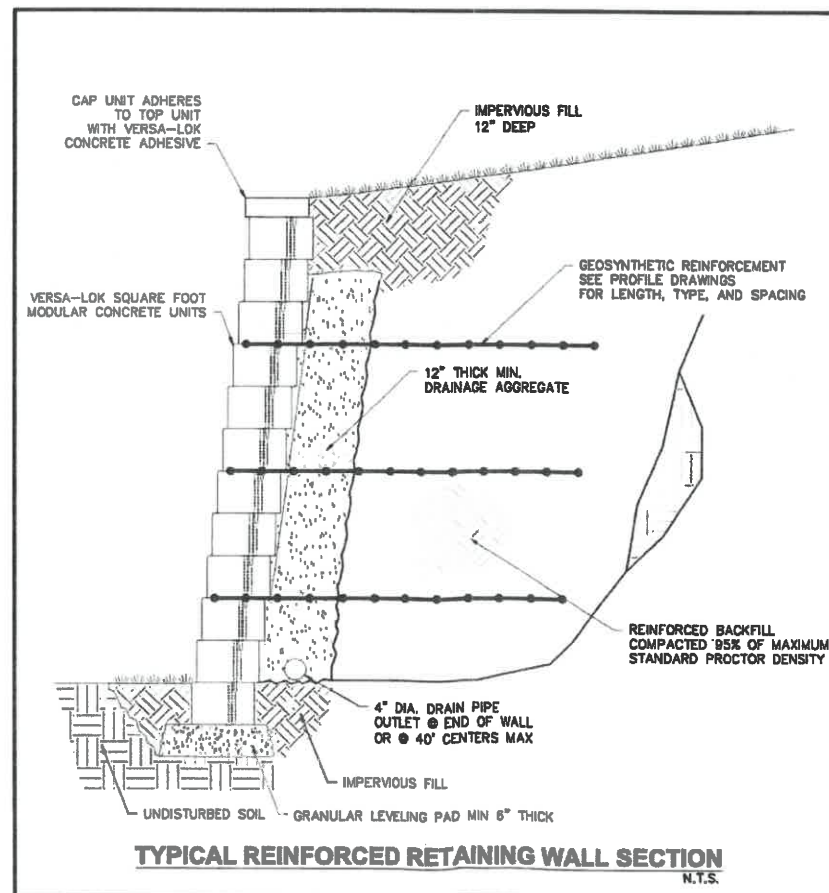 CAP UNIT ADHERES
TO TOP UNIT
WITH VERSA-LOK
CONCRETE ADHESIVE
IMPERVIOUS FILL
12" DEEP
GEOSYNTHETIC REINFORCEMENT
SEE PROFILE DRAWINGS
FOR LENGTH, TYPE, AND SPACING
VERSA-LOK SQUARE FOOT
MODULAR CONCRETE UNITS
12" THICK MIN.
DRAINAGE AGGREGATE
REINFORCED BACKFILL
COMPACTED 95% OF MAXIMUM
STANDARD PROCTOR DENSITY
4" DIA. DRAIN PIPE
OUTLET @ END OF WALL
OR @ 40' CENTERS MAX
IMPERVIOUS FILL
UNDISTURBED SOIL
GRANULAR LEVELING PAD MIN 6" THICK
TYPICAL REINFORCED RETAINING WALL SECTION
N.T.S.